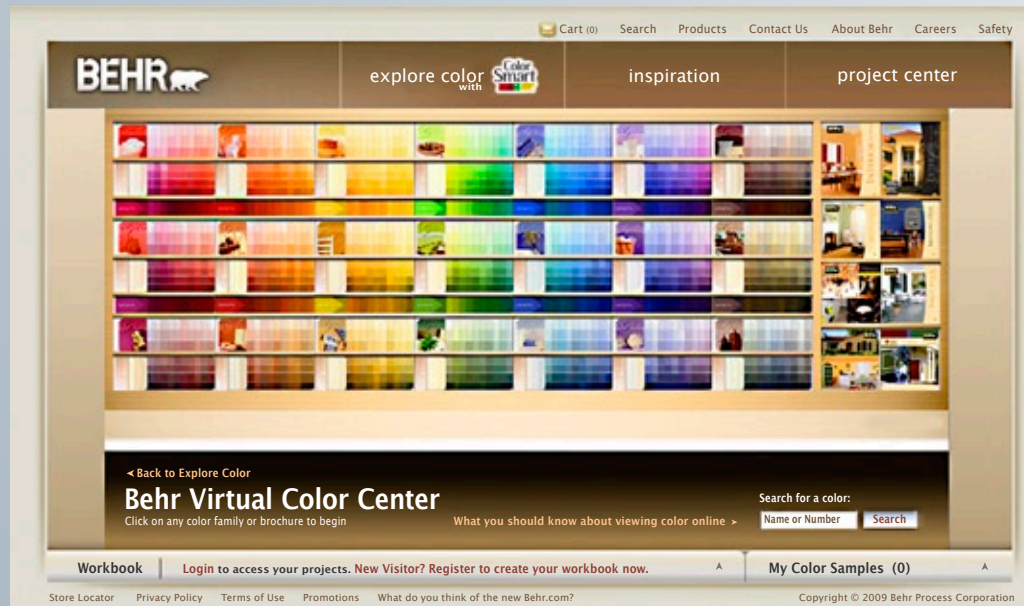 Cart (0) Search Products Contact Us About Behr Careers Safety
BEHR
explore color with Color Smart
inspiration
project center
◄ Back to Explore Color
Behr Virtual Color Center
Click on any color family or brochure to begin
What you should know about viewing color online ➤
Search for a color:
Name or Number Search
Workbook
Login to access your projects. New Visitor? Register to create your workbook now.
My Color Samples (0)
Store Locator Privacy Policy Terms of Use Promotions What do you think of the new Behr.com?
Copyright © 2009 Behr Process Corporation